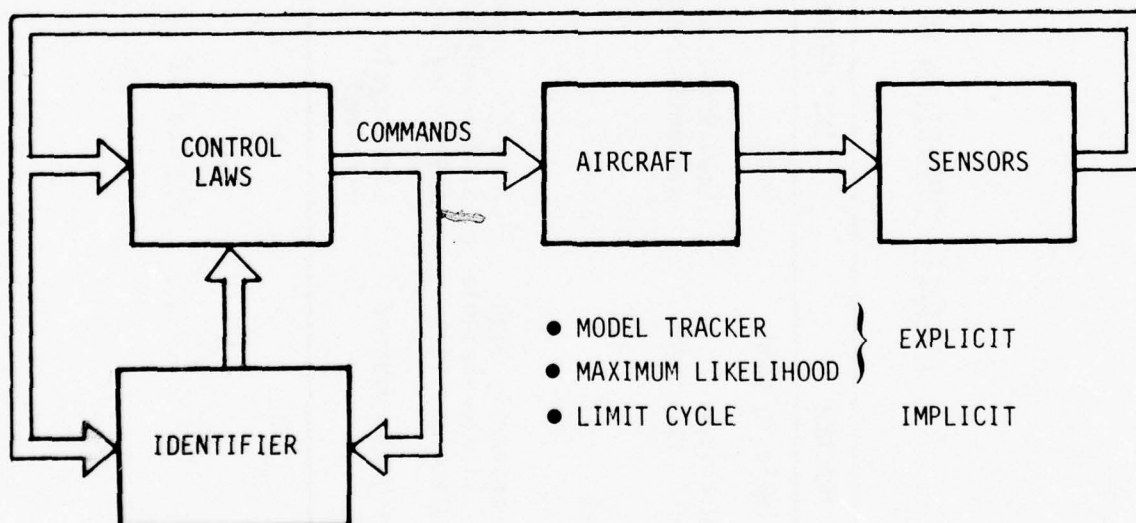 CONTROL
LAWS
COMMANDS
AIRCRAFT
SENSORS
● MODEL TRACKER
● MAXIMUM LIKELIHOOD
EXPLICIT
● LIMIT CYCLE
IMPLICIT
IDENTIFIER